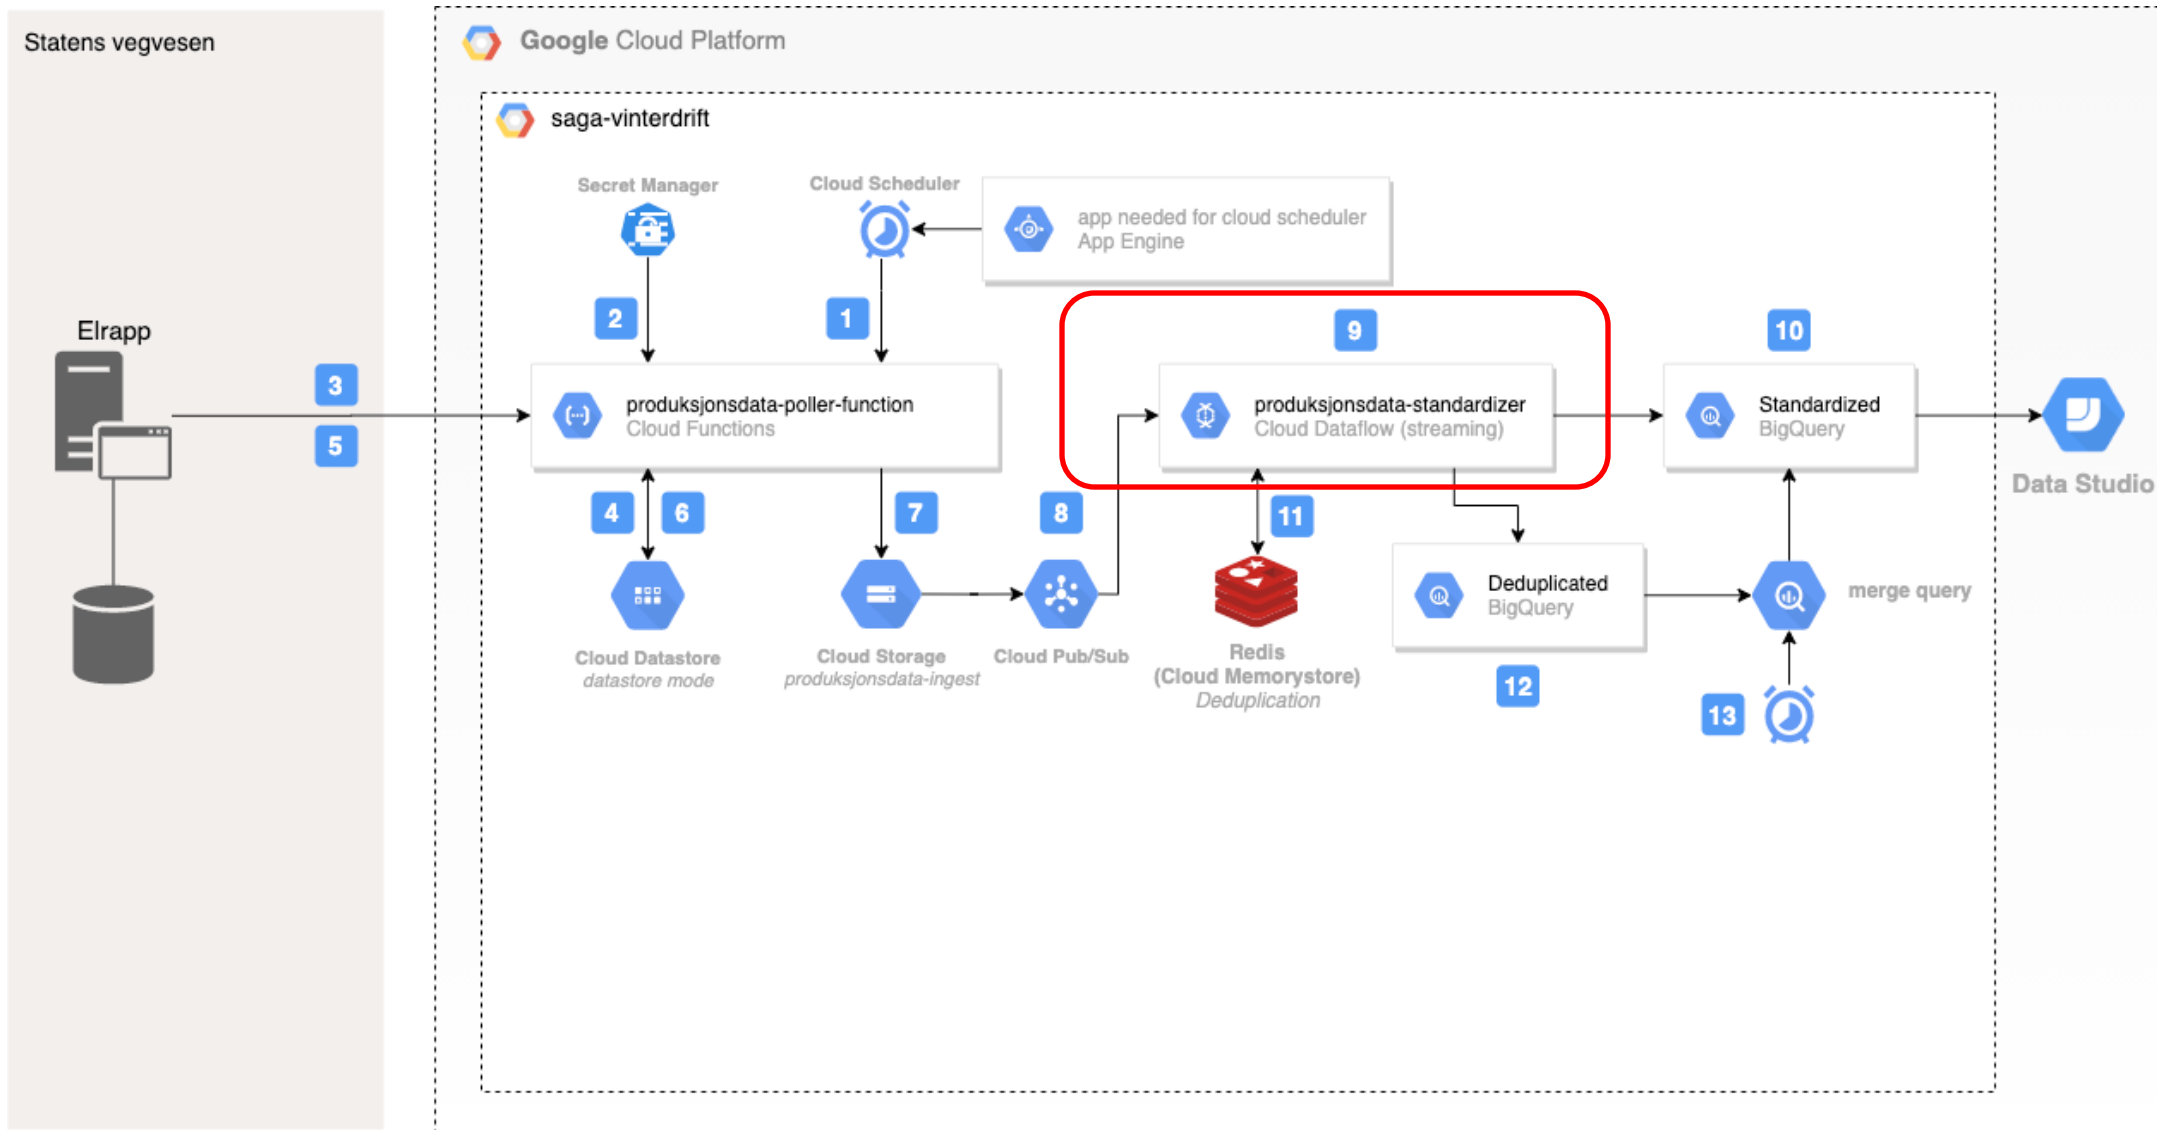 Statens vegvesen
Google Cloud Platform
saga-vinterdrift
Secret Manager
Cloud Scheduler
app needed for cloud scheduler
App Engine
2
1
9
10
Elrapp
3
5
produksjonsdata-poller-function
Cloud Functions
produksjonsdata-standardizer
Cloud Dataflow (streaming)
Standardized
BigQuery
Data Studio
4
6
7
8
11
Deduplicated
BigQuery
merge query
Cloud Datastore
datastore mode
Cloud Storage
produksjonsdata-ingest
Cloud Pub/Sub
Redis
(Cloud Memorystore)
Deduplication
12
13